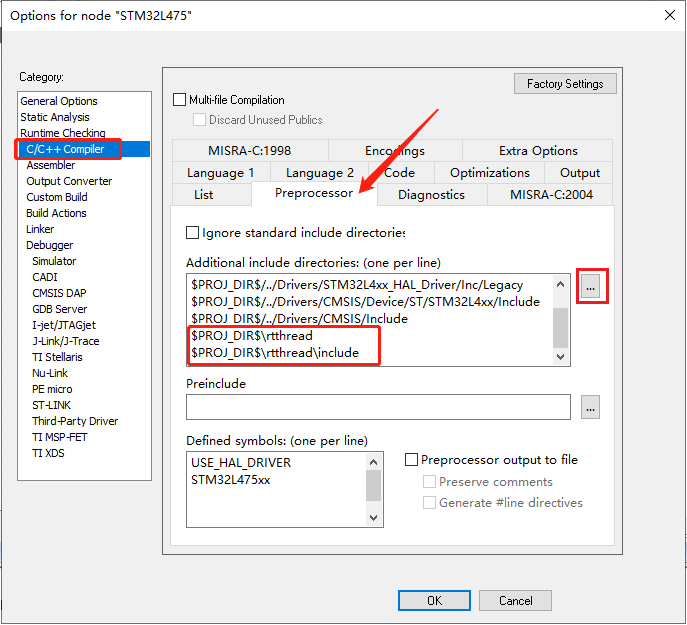 Options for node "STM32L475"
Category:
General Options
Static Analysis
Runtime Checking
C/C++ Compiler
Assembler
Output Converter
Custom Build
Build Actions
Linker
Debugger
Simulator
CADI
CMSIS DAP
GDB Server
I-jet/JTAGjet
J-Link/J-Trace
TI Stellaris
Nu-Link
PE micro
ST-LINK
Third-Party Driver
TI MSP-FET
TI XDS
Factory Settings
Multi-file Compilation
Discard Unused Publics
MISRA-C:1998 Encodings Extra Options
Language 1 Language 2 Code Optimizations Output
List Preprocessor Diagnostics MISRA-C:2004
Ignore standard include directories
Additional include directories: (one per line)
$PROJ_DIR$/../Drivers/STM32L4xx_HAL_Driver/Inc/Legacy
$PROJ_DIR$/../Drivers/CMSIS/Device/ST/STM32L4xx/Include
$PROJ_DIR$/../Drivers/CMSIS/Include
$PROJ_DIR$\rtthread
$PROJ_DIR$\rtthread\include
...
Preinclude
...
Defined symbols: (one per line)
USE_HAL_DRIVER
STM32L475xx
Preprocessor output to file
Preserve comments
Generate #line directives
OK Cancel